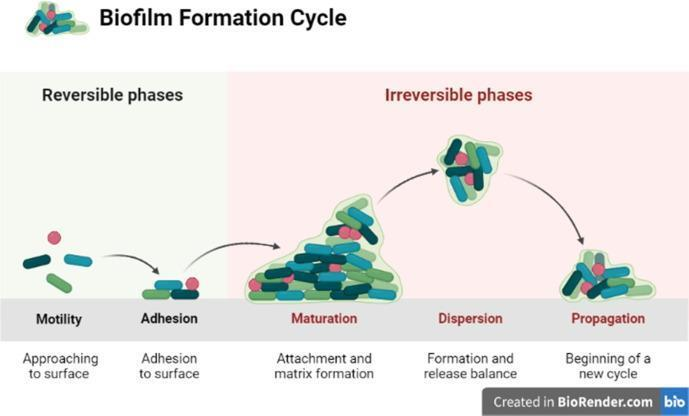 Biofilm Formation Cycle
Reversible phases
Irreversible phases
Motility
Adhesion
Maturation
Dispersion
Propagation
Approaching
to surface
Adhesion
to surface
Attachment and
matrix formation
Formation and
release balance
Beginning of a
new cycle
Created in BioRender.com bio